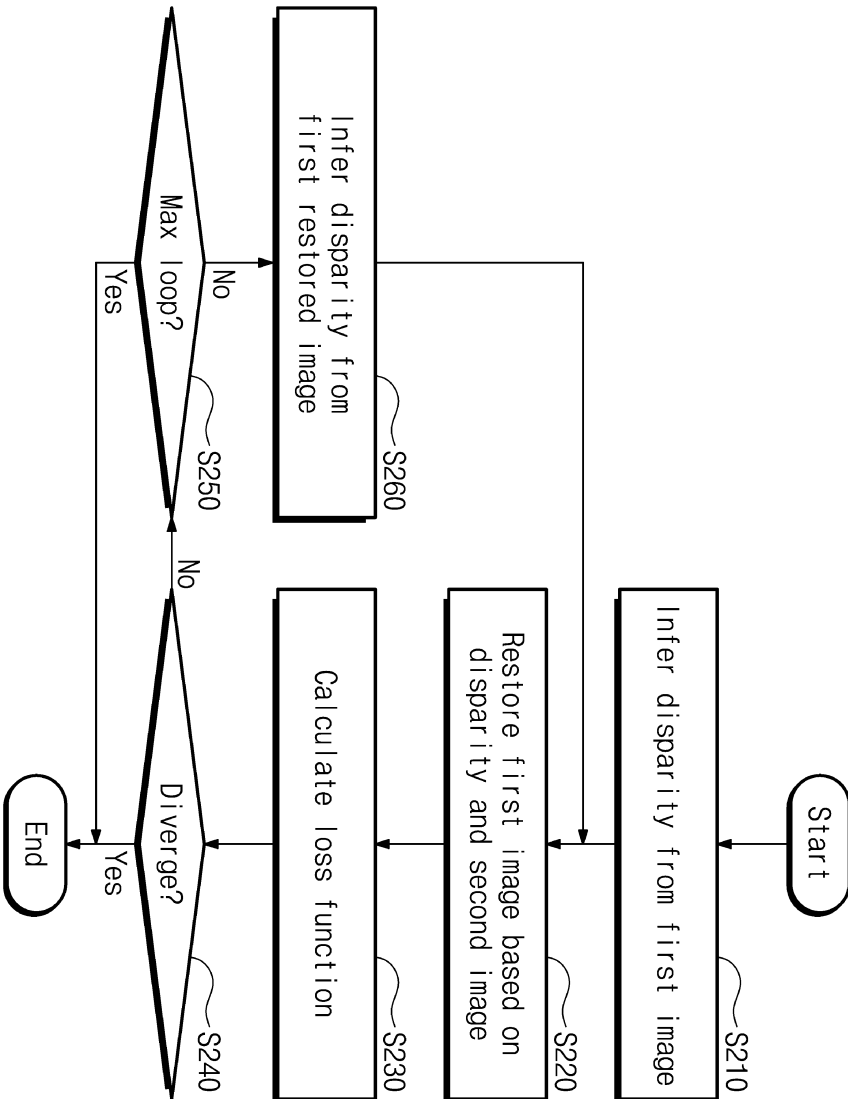 Start
Infer disparity from first image
S210
Restore first image based on
disparity and second image
S220
Calculate loss function
S230
Diverge?
S240
Yes
No
Max loop?
S250
Yes
No
Infer disparity from
first restored image
S260
End